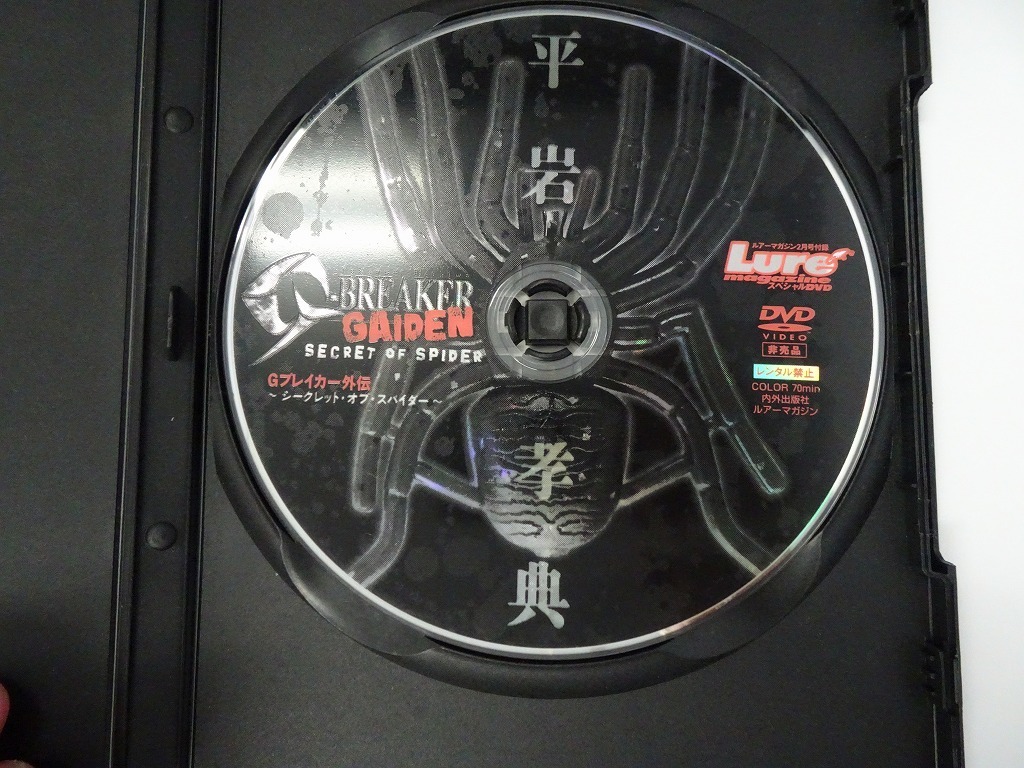 平岩孝典
G-BREAKER
GAIDEN
SECRET OF SPIDER
Gブレイカー外伝
～シークレット・オブ・スパイダー～
ルアーマガジン2月号付録
Lure
magazine
スペシャルDVD
DVD
VIDEO
非売品
レンタル禁止
COLOR 70min
内外出版社
ルアーマガジン